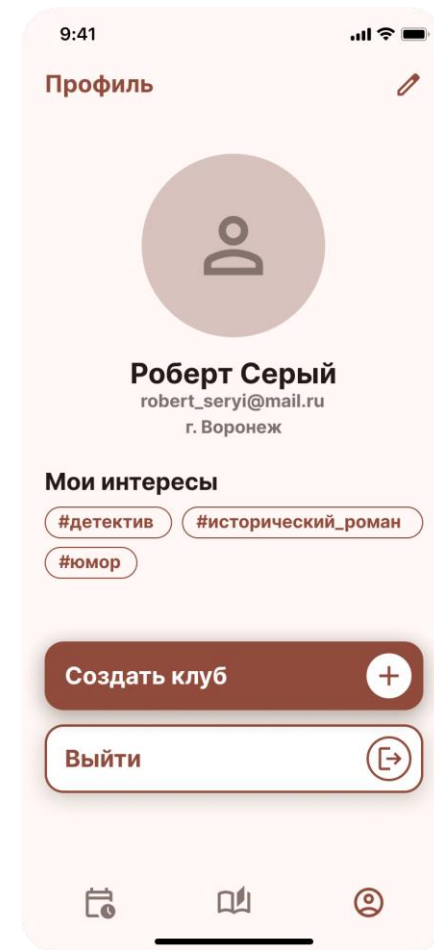 9:41
Профиль
Роберт Серый
robert_seryi@mail.ru
г. Воронеж
Мои интересы
#детектив #исторический_роман
#юмор
Создать клуб
Выйти